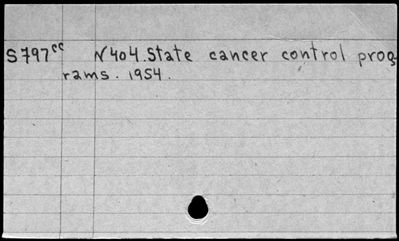 S797cc N404.State cancer control prog-
rams. 1954.